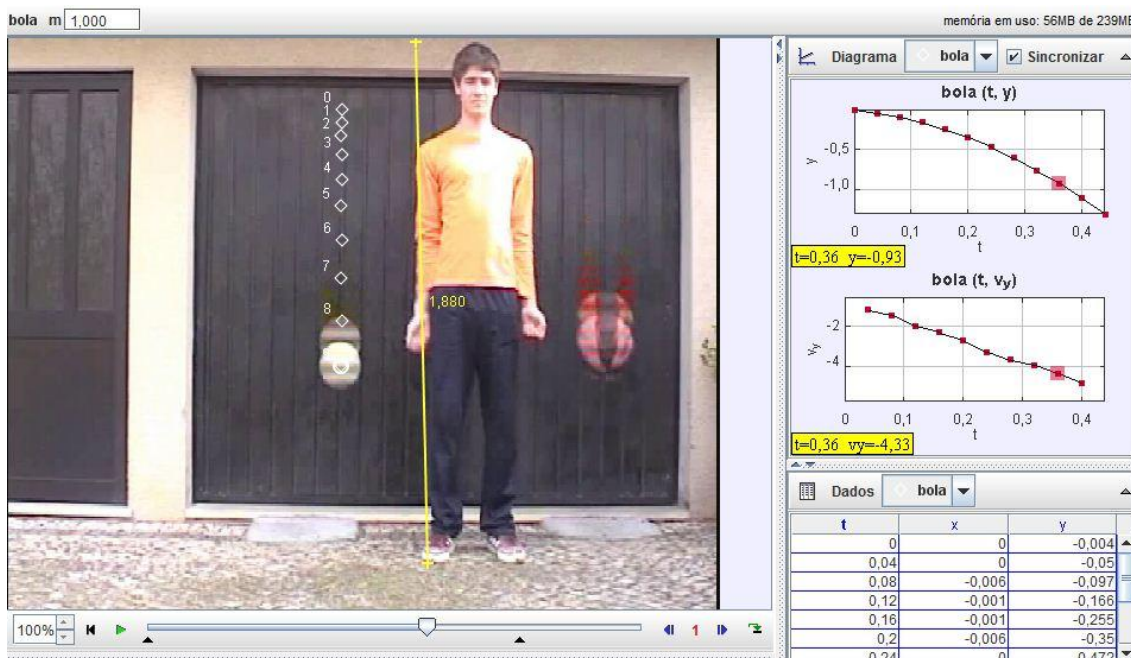 bola m 1,000
memória em uso: 56MB de 239MB
0
1
2
3
4
5
6
7
8
1,880
100%
1
Diagrama bola Sincronizar
bola (t, y)
y
-0,5
-1,0
0 0,1 0,2 0,3 0,4
t
t=0,36 y=-0,93
bola (t, vy)
vy
-2
-4
0 0,1 0,2 0,3 0,4
t
t=0,36 vy=-4,33
Dados bola
t x y
0 0 -0,004
0,04 0 -0,05
0,08 -0,006 -0,097
0,12 -0,001 -0,166
0,16 -0,001 -0,255
0,2 -0,006 -0,35
0,24 0 -0,472